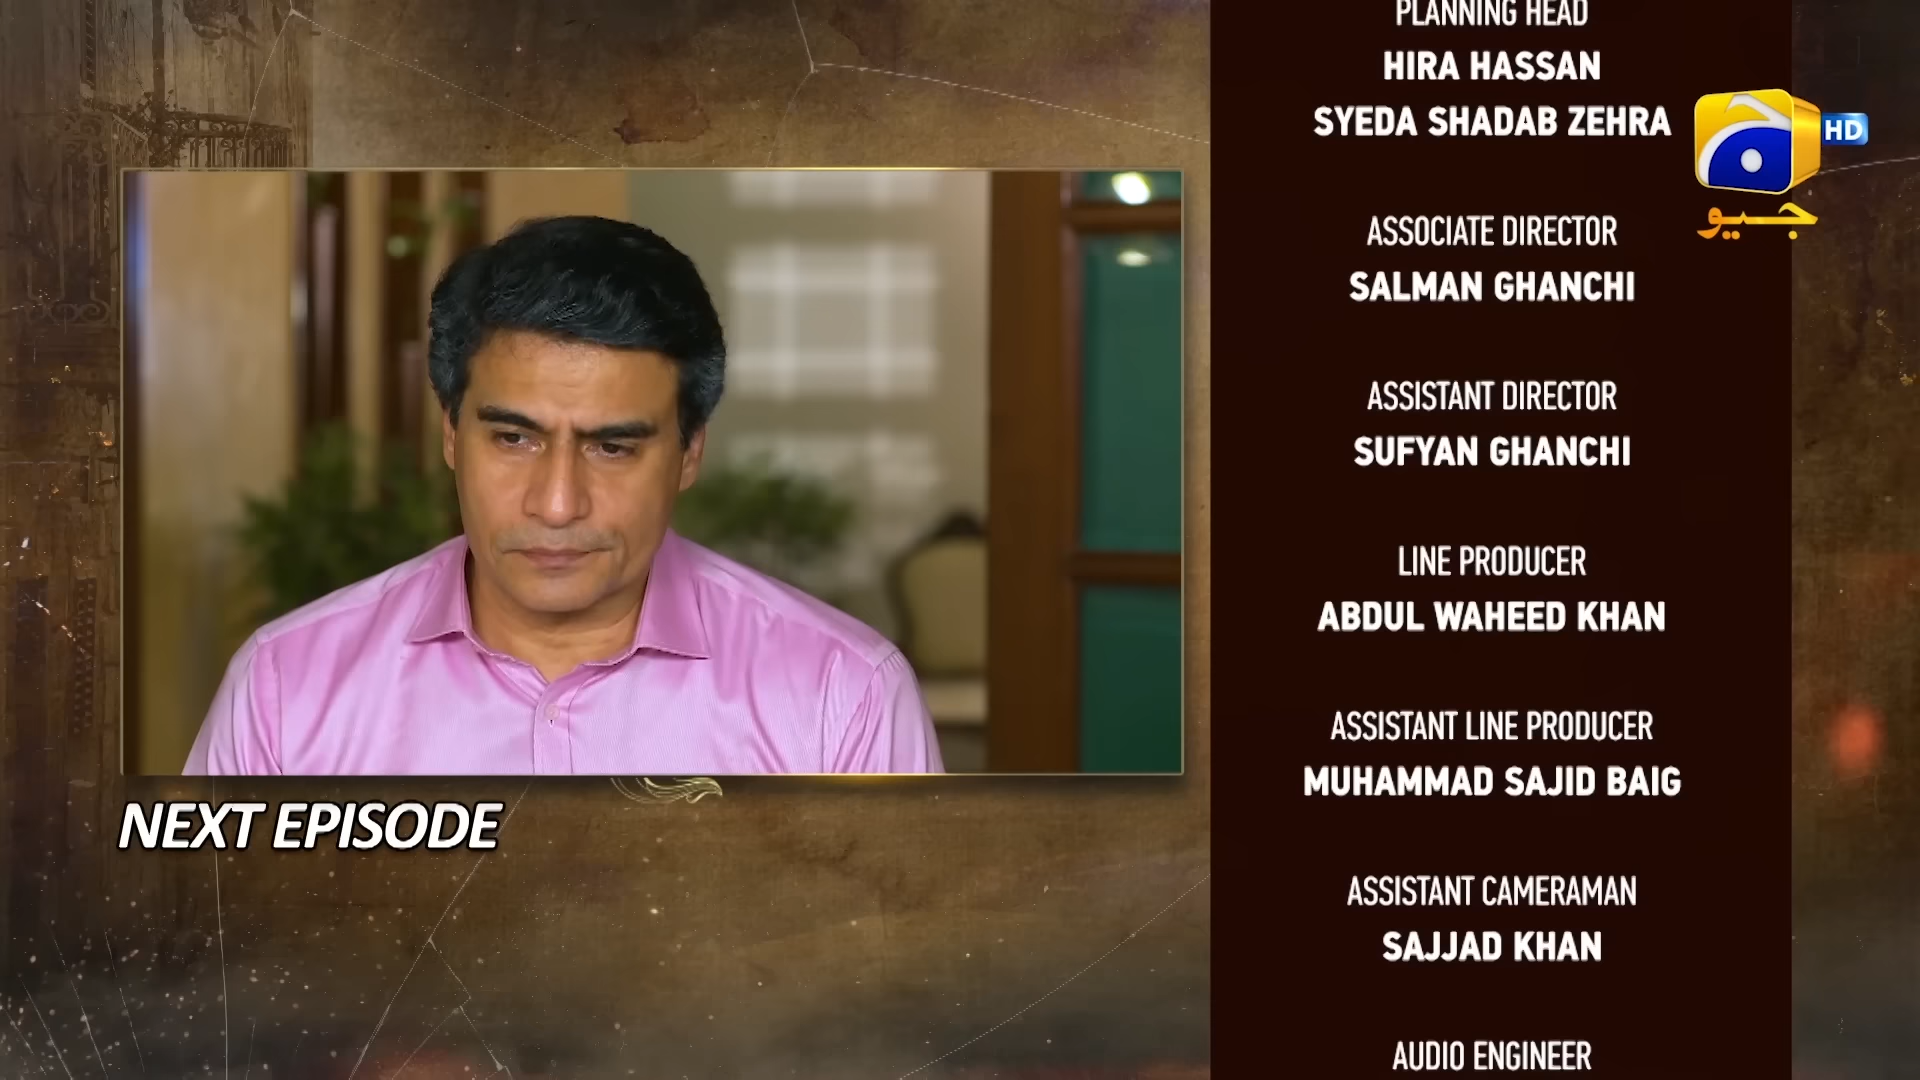 PLANNING HEAD
HIRA HASSAN
SYEDA SHADAB ZEHRA
HD
جیو
ASSOCIATE DIRECTOR
SALMAN GHANCHI
ASSISTANT DIRECTOR
SUFYAN GHANCHI
LINE PRODUCER
ABDUL WAHEED KHAN
ASSISTANT LINE PRODUCER
MUHAMMAD SAJID BAIG
NEXT EPISODE
ASSISTANT CAMERAMAN
SAJJAD KHAN
AUDIO ENGINEER